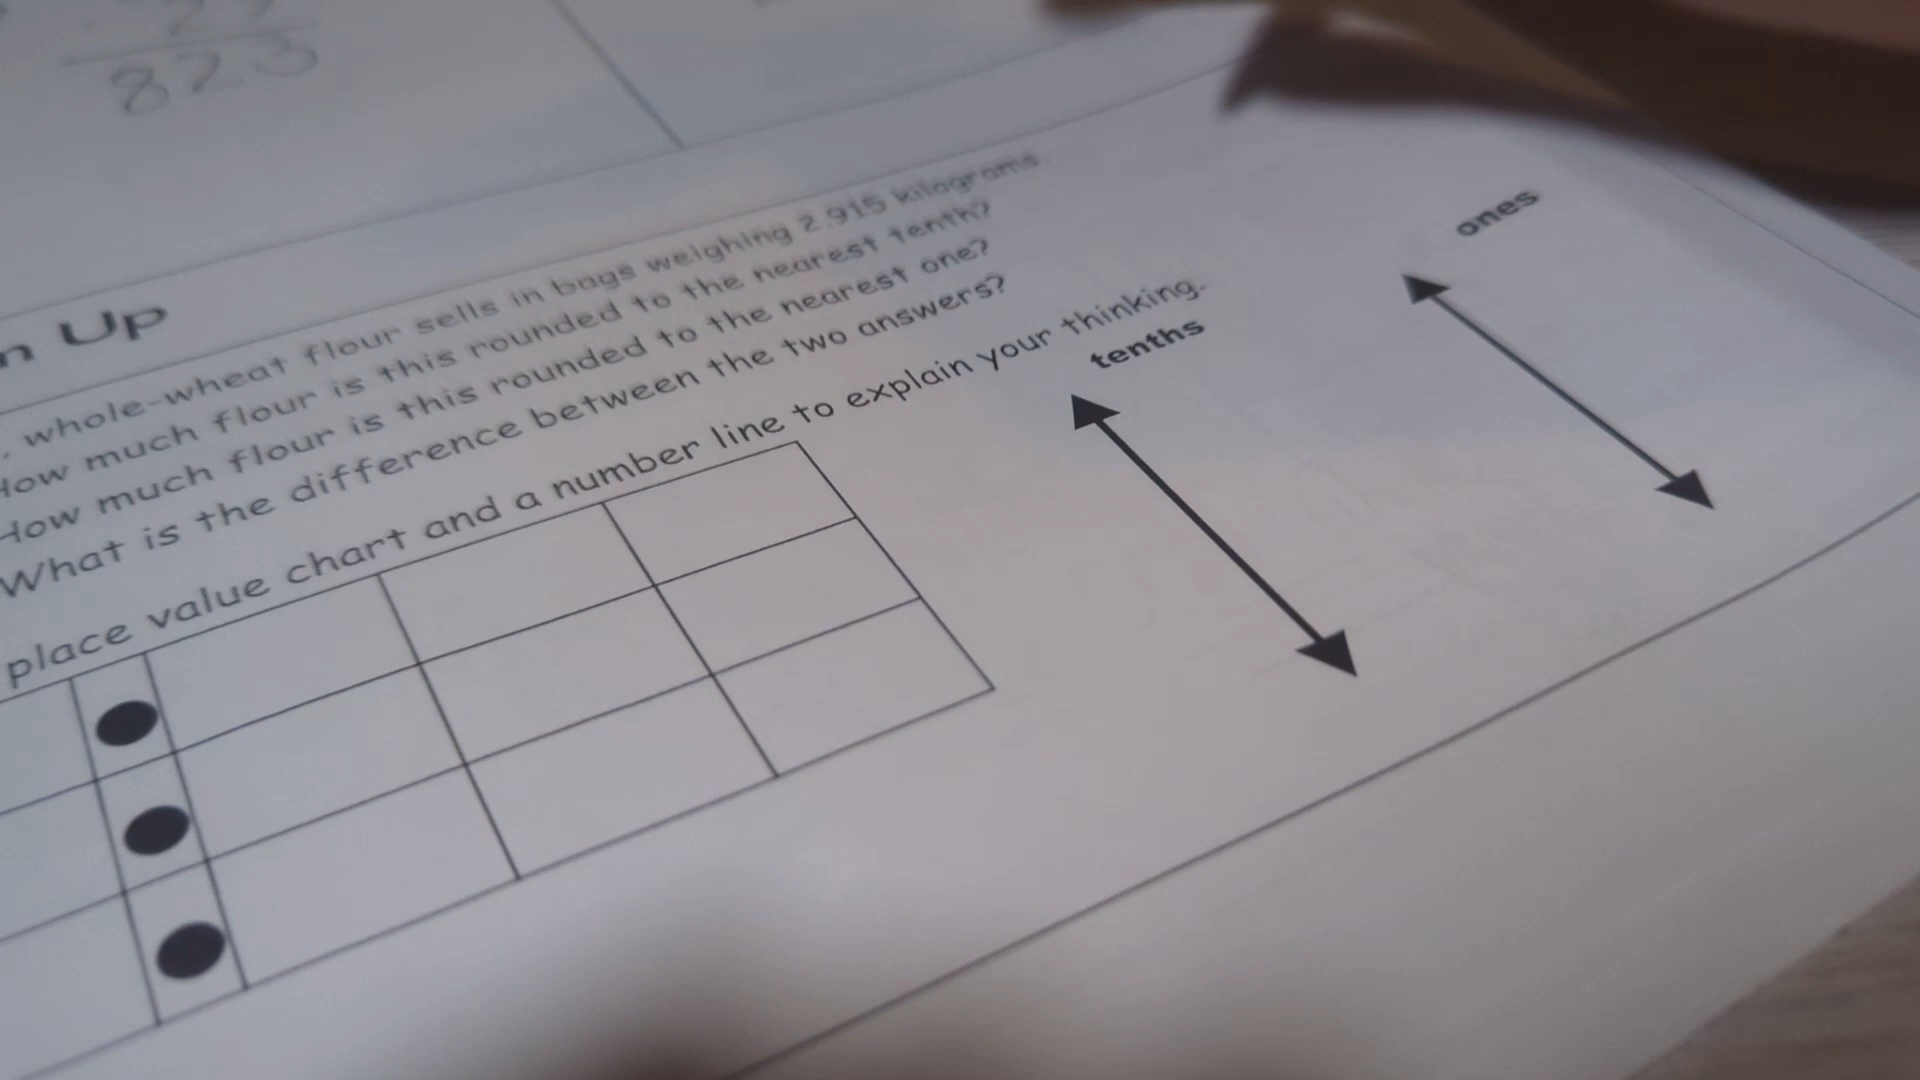 823
n Up
whole-wheat flour sells in bags weighing 2.915 kilograms.
How much flour is this rounded to the nearest tenth?
How much flour is this rounded to the nearest one?
What is the difference between the two answers?
place value chart and a number line to explain your thinking.
tenths
ones